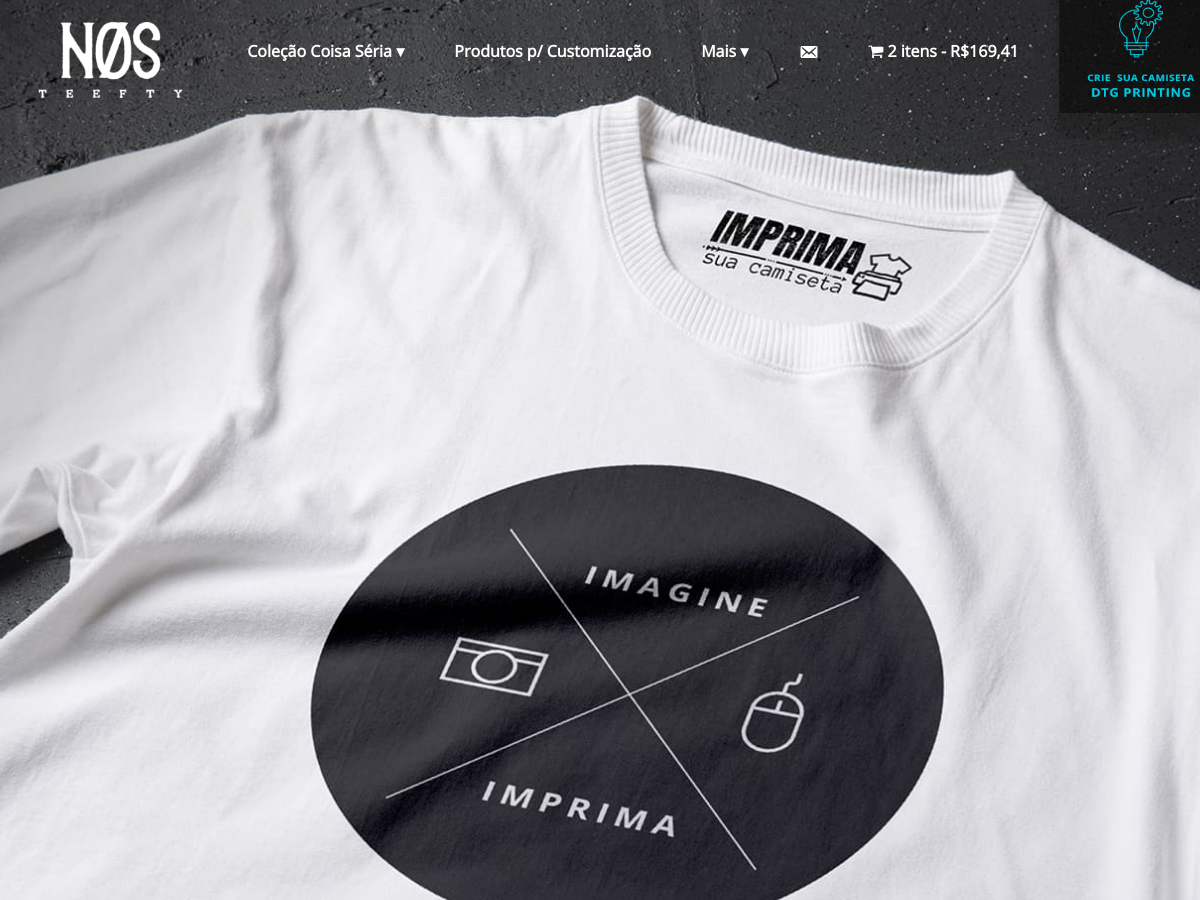 NØS
TEEFTY
Coleção Coisa Séria ▾
Produtos p/ Customização
Mais ▾
2 itens - R$169,41
CRIE SUA CAMISETA
DTG PRINTING
IMPRIMA
sua camiseta
IMAGINE
IMPRIMA